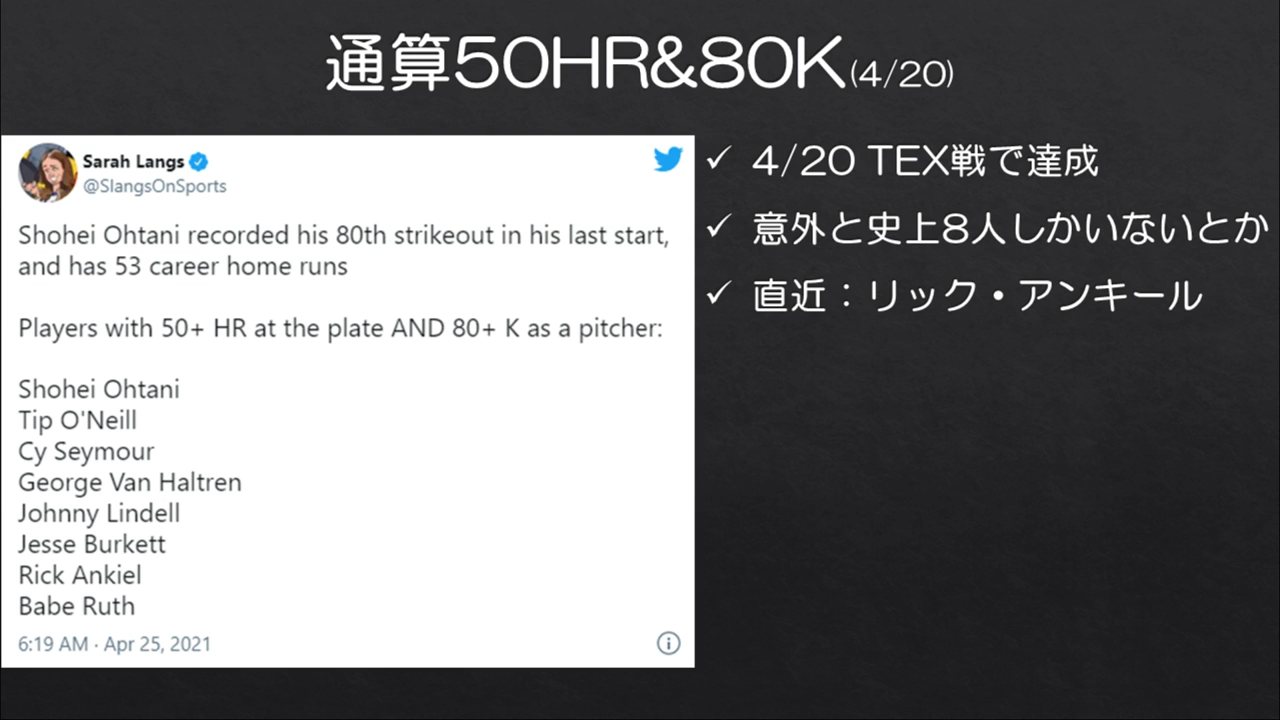 通算50HR&80K(4/20)
Sarah Langs
@SlangsOnSports
Shohei Ohtani recorded his 80th strikeout in his last start,
and has 53 career home runs
Players with 50+ HR at the plate AND 80+ K as a pitcher:
Shohei Ohtani
Tip O'Neill
Cy Seymour
George Van Haltren
Johnny Lindell
Jesse Burkett
Rick Ankiel
Babe Ruth
6:19 AM · Apr 25, 2021
✓ 4/20 TEX戦で達成
✓ 意外と史上8人しかいないとか
✓ 直近：リック・アンキール